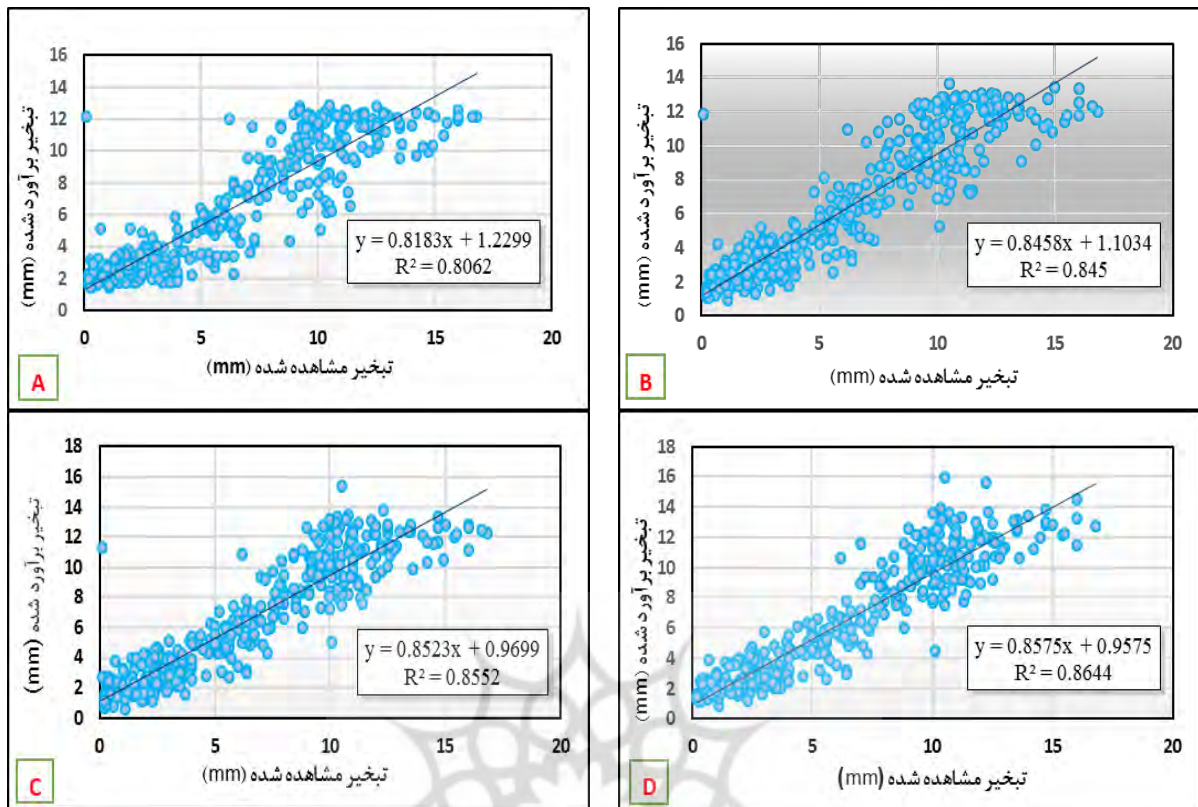 16
14
12
10
8
6
4
2
0
تبخیر برآورد شده (mm)
y = 0.8183x + 1.2299
R² = 0.8062
0 5 10 15 20
تبخیر مشاهده شده (mm)
A
16
14
12
10
8
6
4
2
0
تبخیر برآورد شده (mm)
y = 0.8458x + 1.1034
R² = 0.845
0 5 10 15 20
تبخیر مشاهده شده (mm)
B
18
16
14
12
10
8
6
4
2
0
تبخیر برآورد شده (mm)
y = 0.8523x + 0.9699
R² = 0.8552
0 5 10 15 20
تبخیر مشاهده شده (mm)
C
18
16
14
12
10
8
6
4
2
0
تبخیر برآورد شده (mm)
y = 0.8575x + 0.9575
R² = 0.8644
0 5 10 15 20
تبخیر مشاهده شده (mm)
D